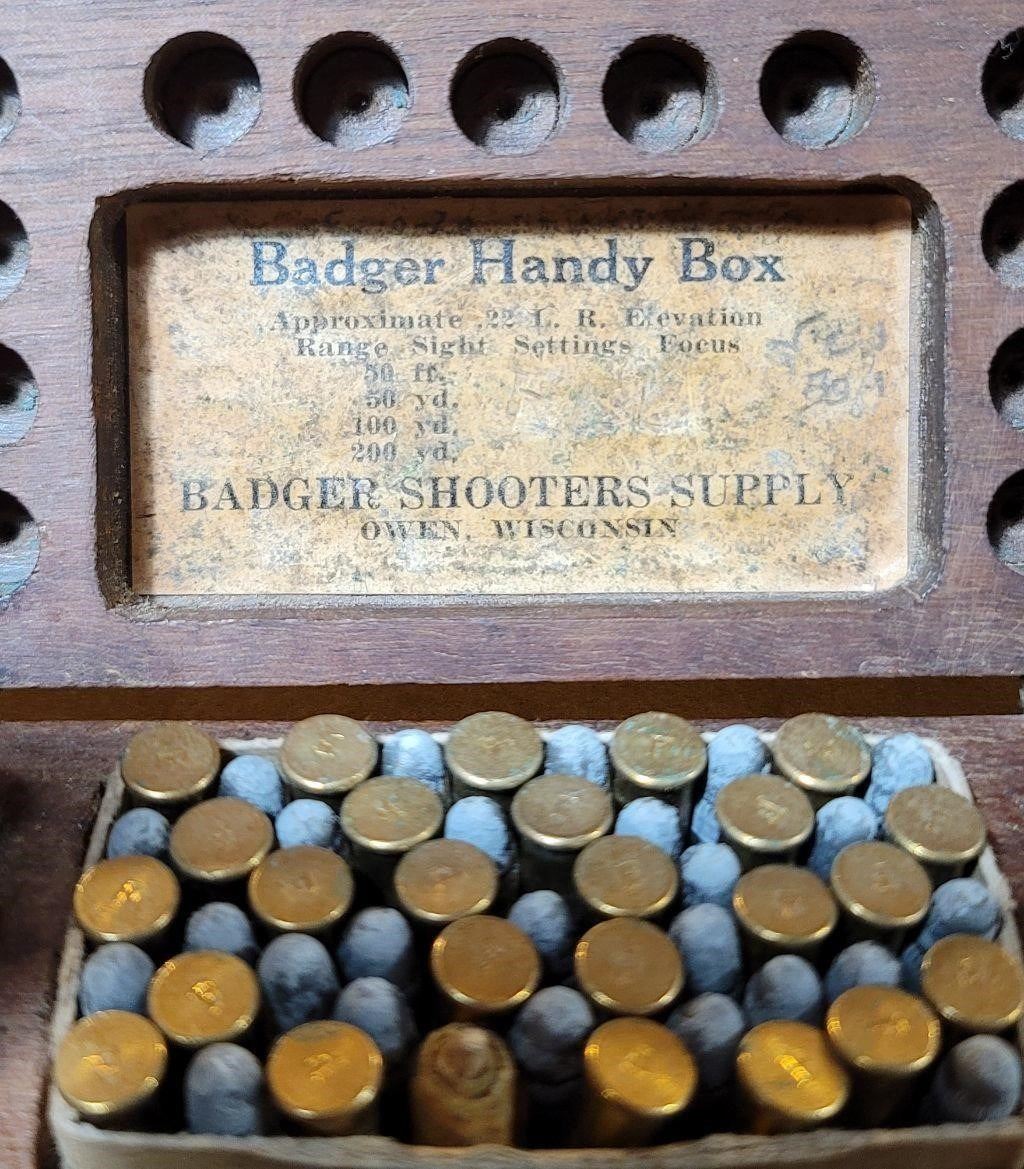 Badger Handy Box
Approximate .22 L. R. Elevation
Range Sight Settings Focus
50 ft.
50 yd.
100 yd.
200 yd.
BADGER SHOOTERS SUPPLY
OWEN, WISCONSIN